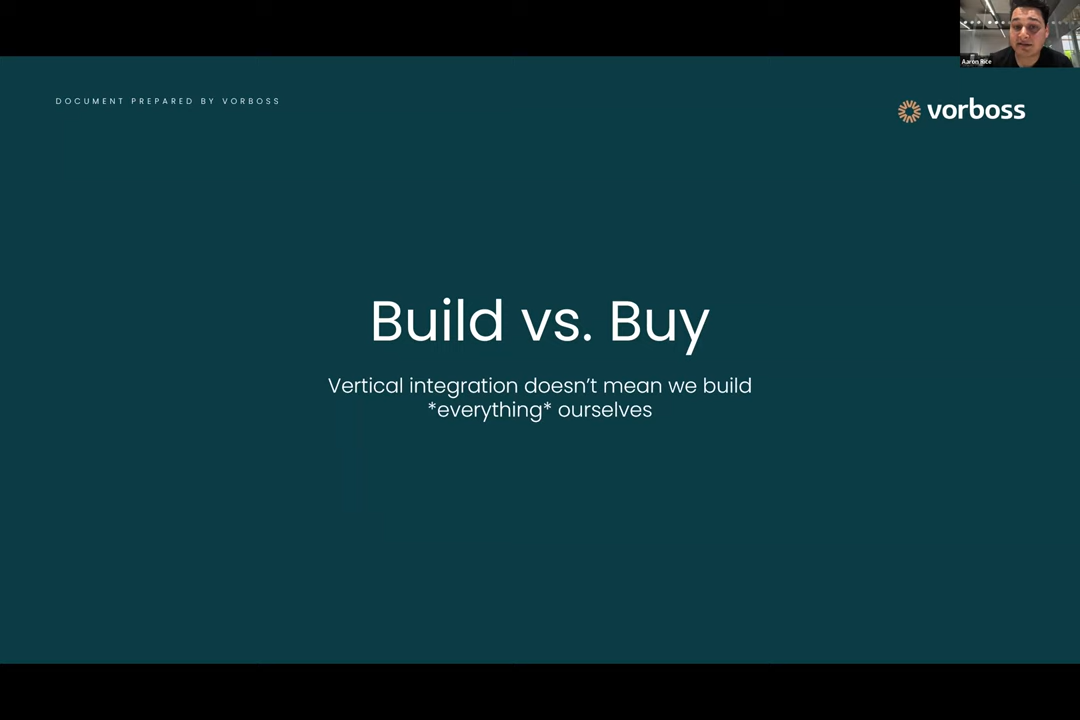 Aaron Rice
DOCUMENT PREPARED BY VORBOSS
vorboss
Build vs. Buy
Vertical integration doesn't mean we build
*everything* ourselves